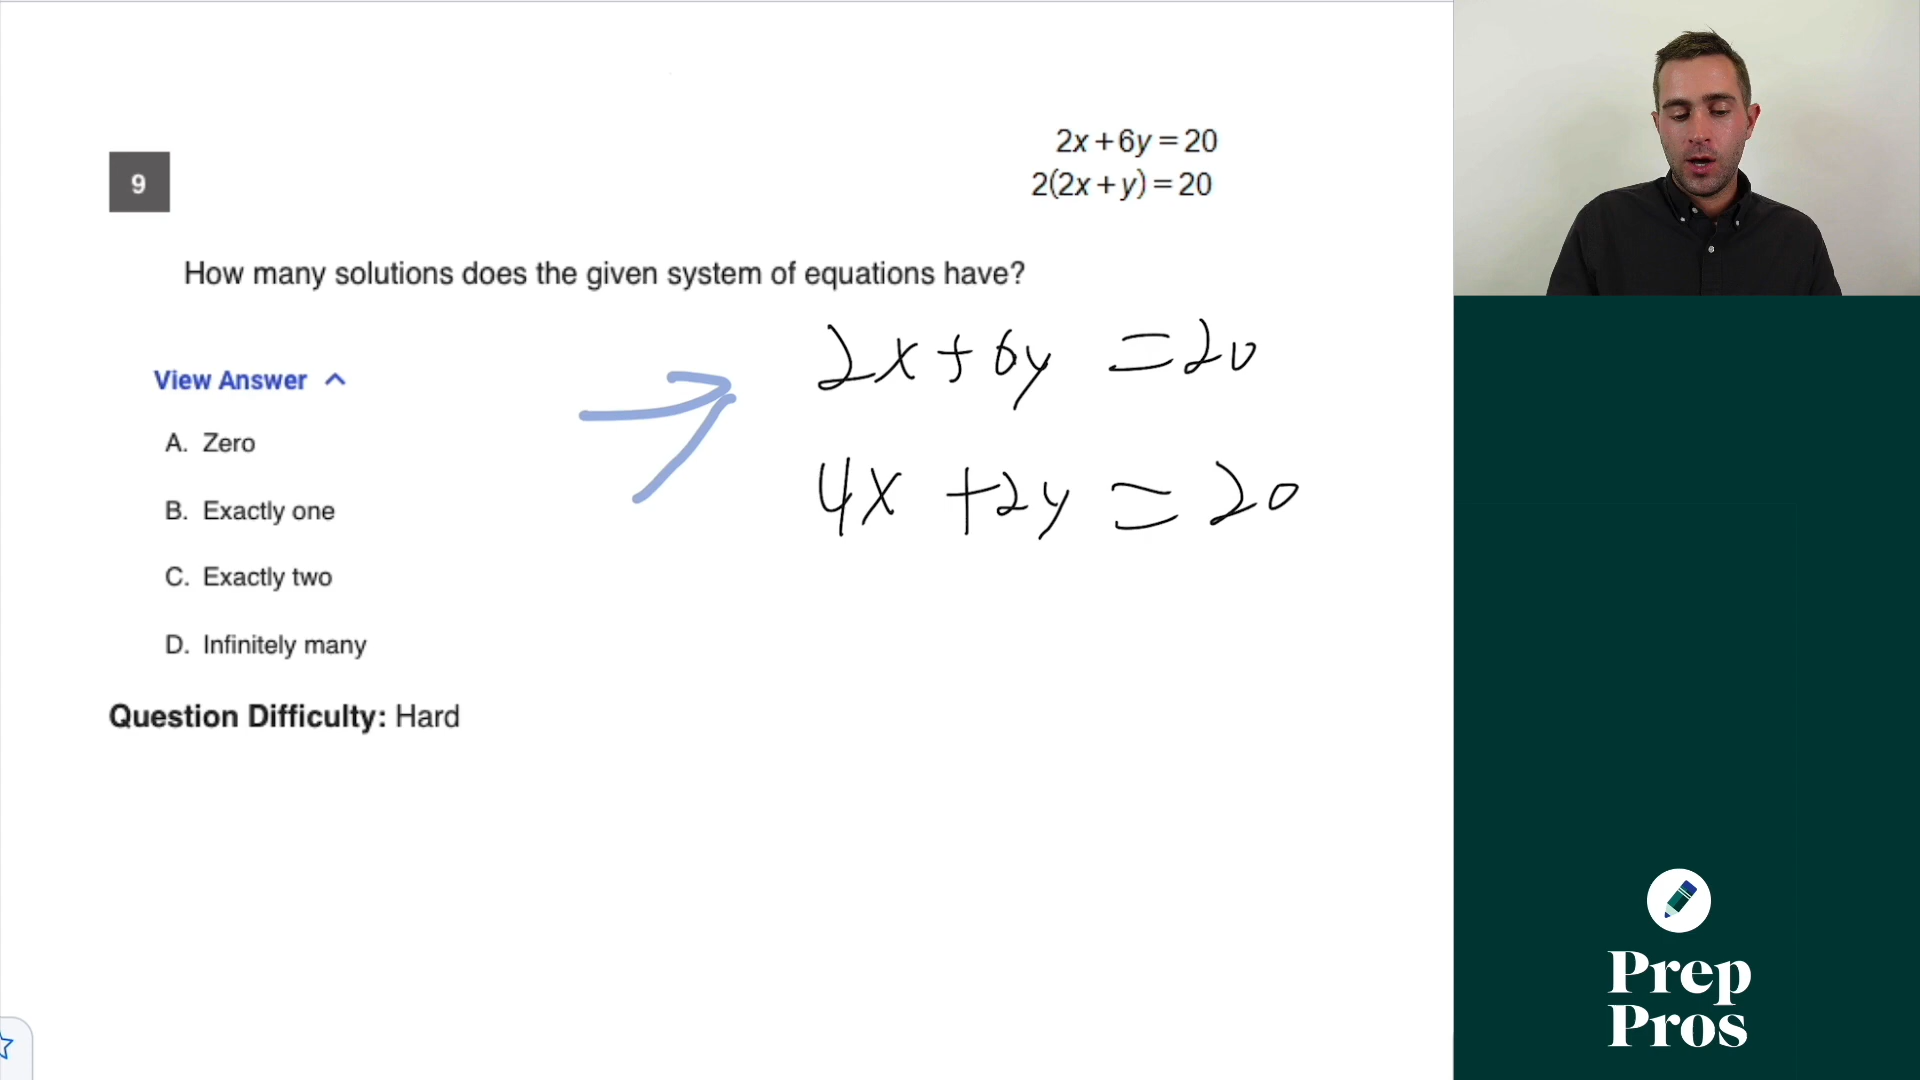 2x+6y=20
2(2x+y)=20
9
How many solutions does the given system of equations have?
2x+6y =20
View Answer
A. Zero
4x +2y =20
B. Exactly one
C. Exactly two
D. Infinitely many
Question Difficulty: Hard
Prep
Pros